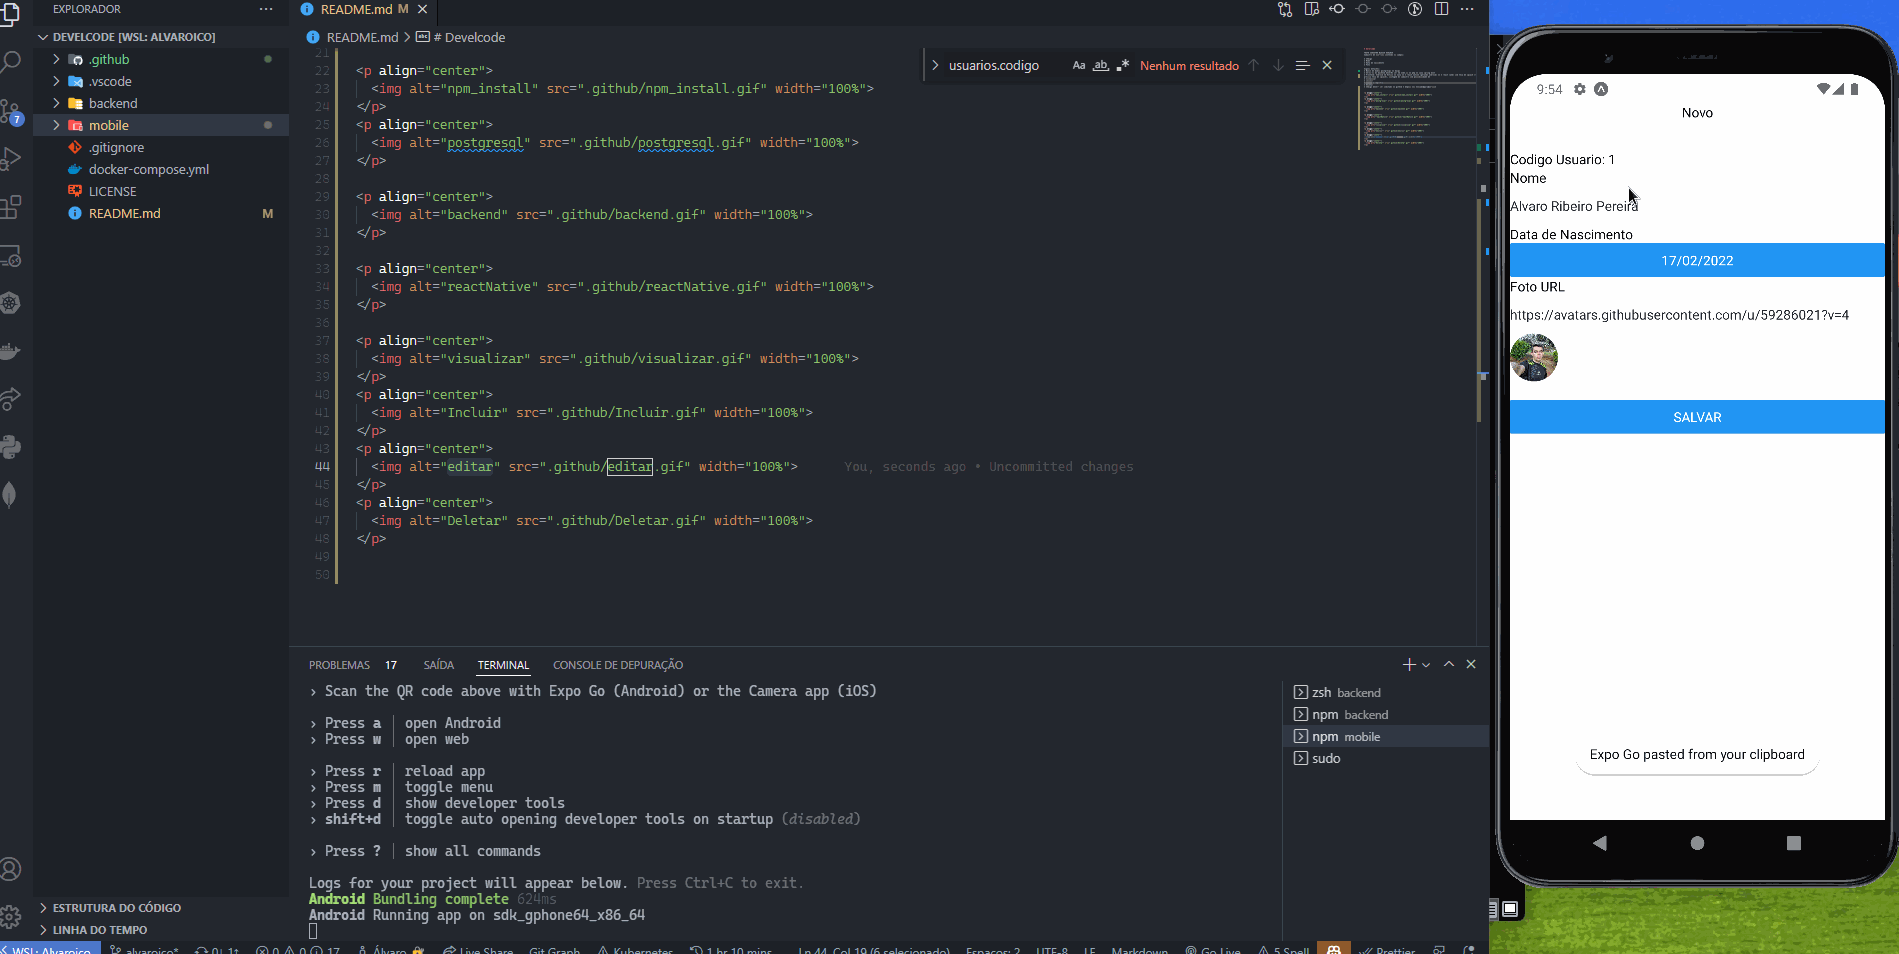 EXPLORADOR
DEVELCODE [WSL: ALVAROICO]
.github
.vscode
backend
mobile
.gitignore
docker-compose.yml
LICENSE
README.md M
7
ESTRUTURA DO CÓDIGO
LINHA DO TEMPO
README.md M
README.md > # Develcode
usuarios.codigo Aa ab Nenhum resultado
21
22 <p align="center">
23 <img alt="npm_install" src=".github/npm_install.gif" width="100%">
24 </p>
25 <p align="center">
26 <img alt="postgresql" src=".github/postgresql.gif" width="100%">
27 </p>
28
29 <p align="center">
30 <img alt="backend" src=".github/backend.gif" width="100%">
31 </p>
32
33 <p align="center">
34 <img alt="reactNative" src=".github/reactNative.gif" width="100%">
35 </p>
36
37 <p align="center">
38 <img alt="visualizar" src=".github/visualizar.gif" width="100%">
39 </p>
40 <p align="center">
41 <img alt="Incluir" src=".github/Incluir.gif" width="100%">
42 </p>
43 <p align="center">
44 <img alt="editar" src=".github/editar.gif" width="100%"> You, seconds ago • Uncommitted changes
45 </p>
46 <p align="center">
47 <img alt="Deletar" src=".github/Deletar.gif" width="100%">
48 </p>
49
50
PROBLEMAS 17 SAÍDA TERMINAL CONSOLE DE DEPURAÇÃO
› Scan the QR code above with Expo Go (Android) or the Camera app (iOS)
› Press a │ open Android
› Press w │ open web
› Press r │ reload app
› Press m │ toggle menu
› Press d │ show developer tools
› shift+d │ toggle auto opening developer tools on startup (disabled)
› Press ? │ show all commands
Logs for your project will appear below. Press Ctrl+C to exit.
Android Bundling complete 624ms
Android Running app on sdk_gphone64_x86_64
zsh backend
npm backend
npm mobile
sudo
WSL: Alvaroico alvaroico* 0↓ 1↑ 0 0 17 Álvaro Live Share Git Graph Kubernetes 1 hr 10 mins Ln 44, Col 19 (6 selecionado) Espaços: 2 UTF-8 LF Markdown Go Live 5 Spell Prettier
9:54
Novo
Codigo Usuario: 1
Nome
Alvaro Ribeiro Pereira
Data de Nascimento
17/02/2022
Foto URL
https://avatars.githubusercontent.com/u/59286021?v=4
SALVAR
Expo Go pasted from your clipboard